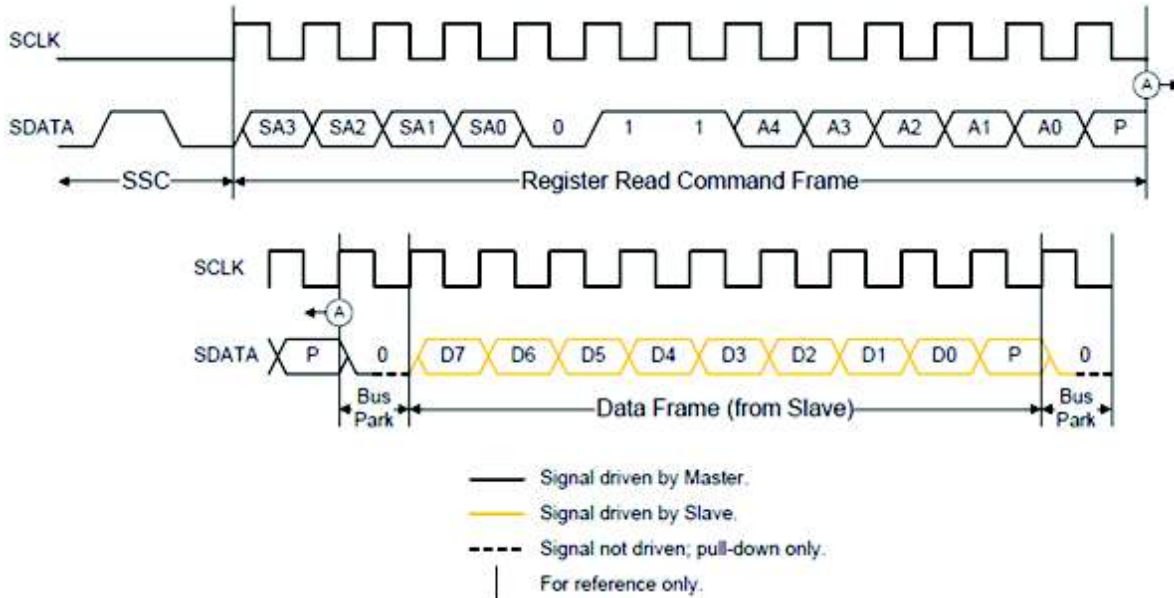 SCLK
A
SDATA SA3 SA2 SA1 SA0 0 1 1 A4 A3 A2 A1 A0 P
SSC Register Read Command Frame
SCLK
A
SDATA P 0 D7 D6 D5 D4 D3 D2 D1 D0 P 0
Bus Park Data Frame (from Slave) Bus Park
Signal driven by Master.
Signal driven by Slave.
Signal not driven; pull-down only.
For reference only.